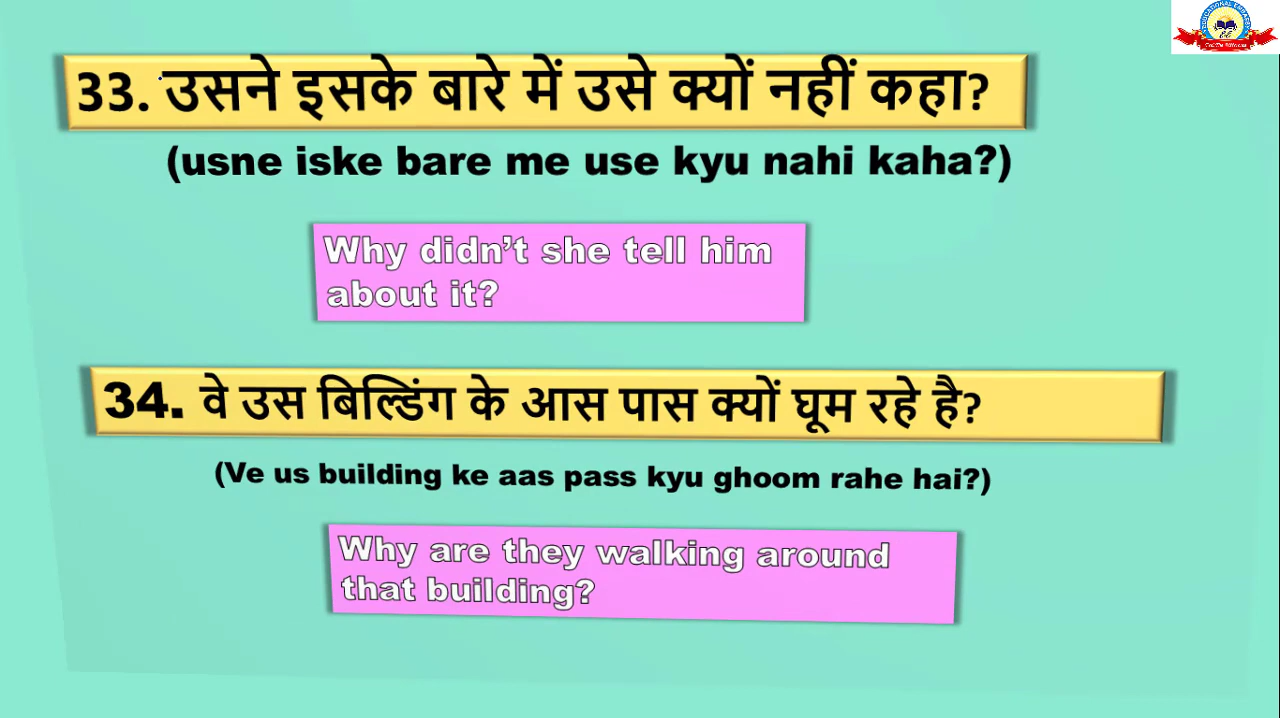 33. उसने इसके बारे में उसे क्यों नहीं कहा?
(usne iske bare me use kyu nahi kaha?)
Why didn't she tell him
about it?
34. वे उस बिल्डिंग के आस पास क्यों घूम रहे है?
(Ve us building ke aas pass kyu ghoom rahe hai?)
Why are they walking around
that building?